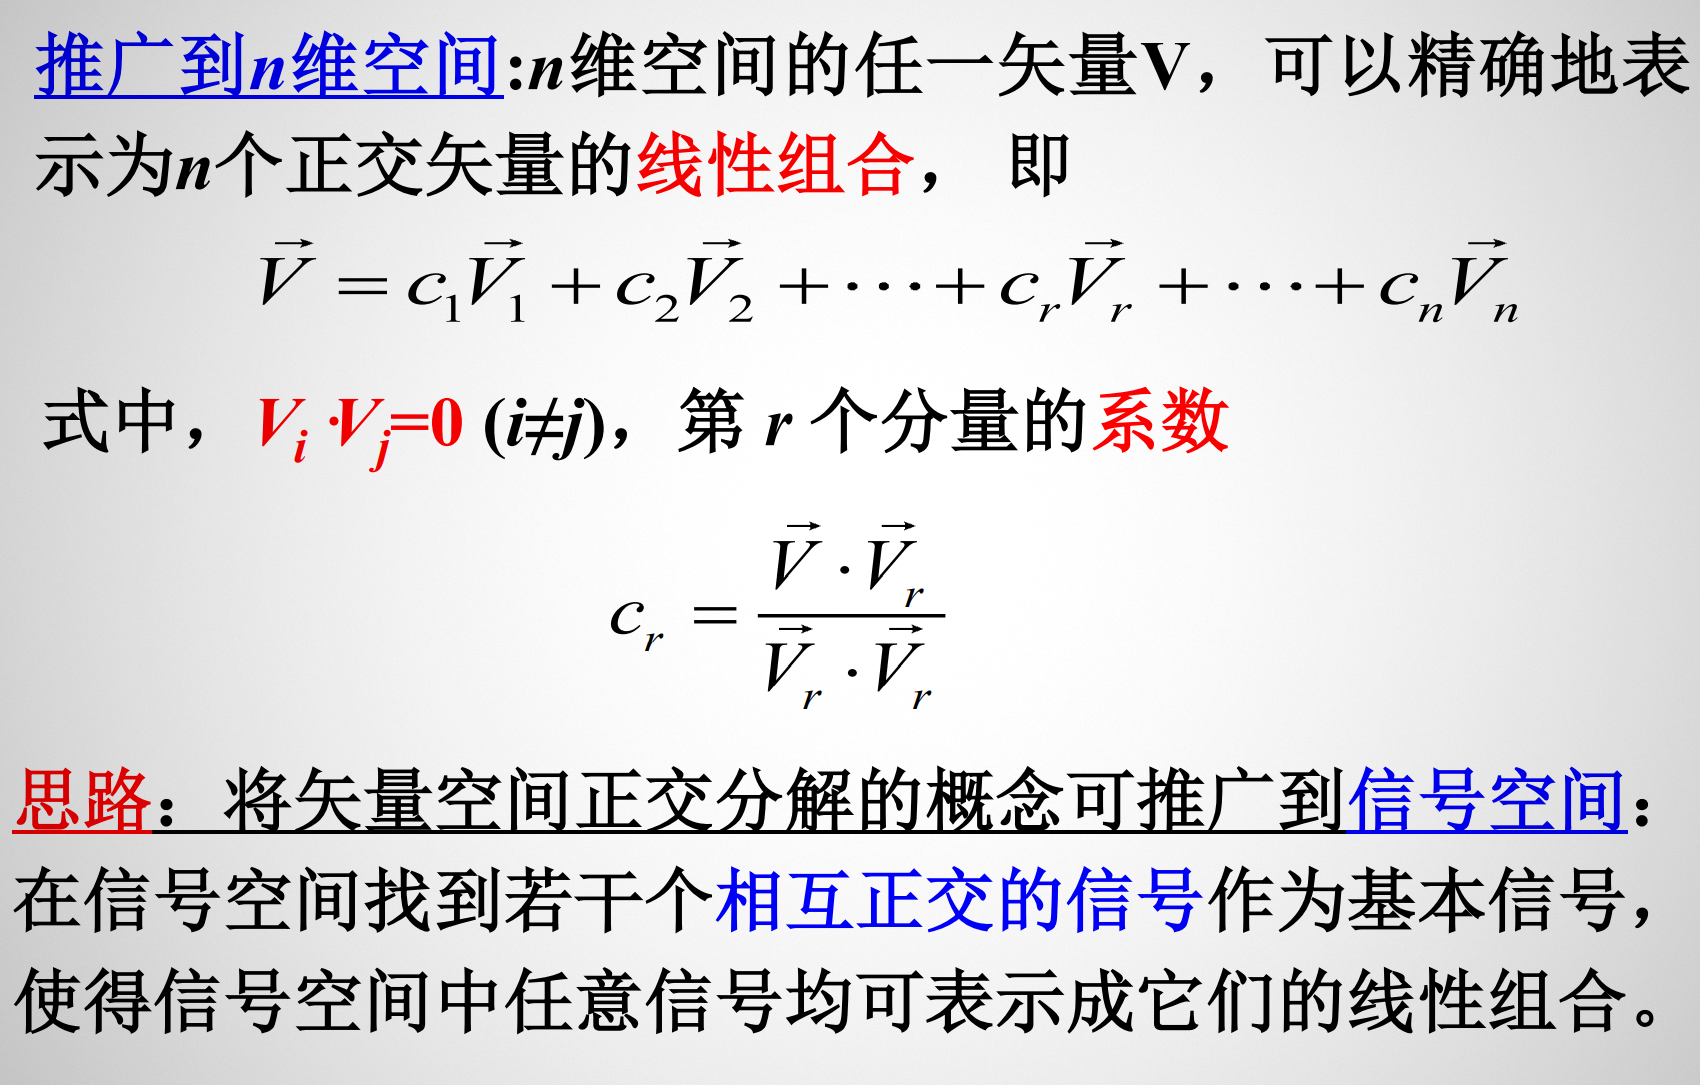 推广到n维空间:n维空间的任一矢量V，可以精确地表
示为n个正交矢量的线性组合， 即
$\vec{V} = c_1\vec{V}_1 + c_2\vec{V}_2 + \cdots + c_r\vec{V}_r + \cdots + c_n\vec{V}_n$
式中，$V_i \cdot V_j=0$ (i≠j)，第 r 个分量的系数
$c_r = \frac{\vec{V} \cdot \vec{V}_r}{\vec{V}_r \cdot \vec{V}_r}$
思路：将矢量空间正交分解的概念可推广到信号空间：
在信号空间找到若干个相互正交的信号作为基本信号，
使得信号空间中任意信号均可表示成它们的线性组合。